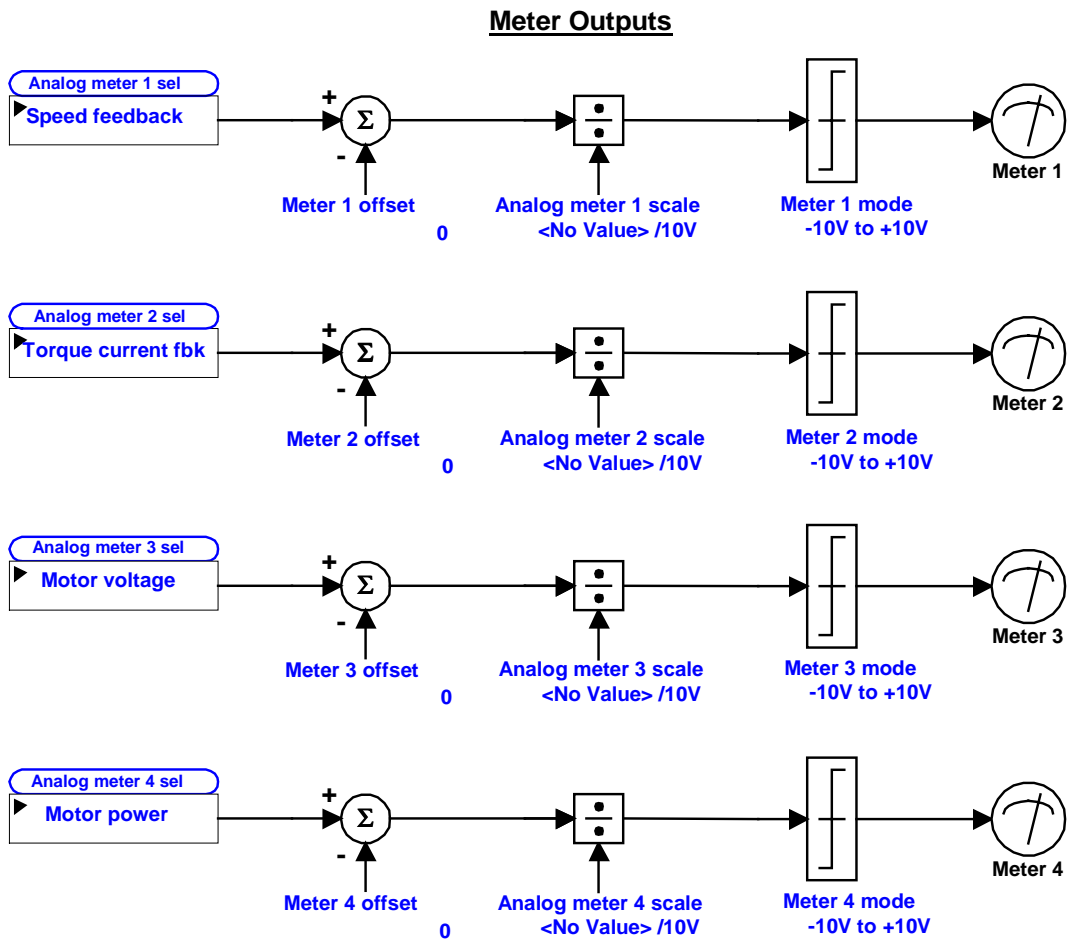 Meter Outputs
Analog meter 1 sel
Speed feedback
+
Σ
-
Meter 1 offset
0
Analog meter 1 scale
<No Value> /10V
Meter 1 mode
-10V to +10V
Meter 1
Analog meter 2 sel
Torque current fbk
+
Σ
-
Meter 2 offset
0
Analog meter 2 scale
<No Value> /10V
Meter 2 mode
-10V to +10V
Meter 2
Analog meter 3 sel
Motor voltage
+
Σ
-
Meter 3 offset
0
Analog meter 3 scale
<No Value> /10V
Meter 3 mode
-10V to +10V
Meter 3
Analog meter 4 sel
Motor power
+
Σ
-
Meter 4 offset
0
Analog meter 4 scale
<No Value> /10V
Meter 4 mode
-10V to +10V
Meter 4